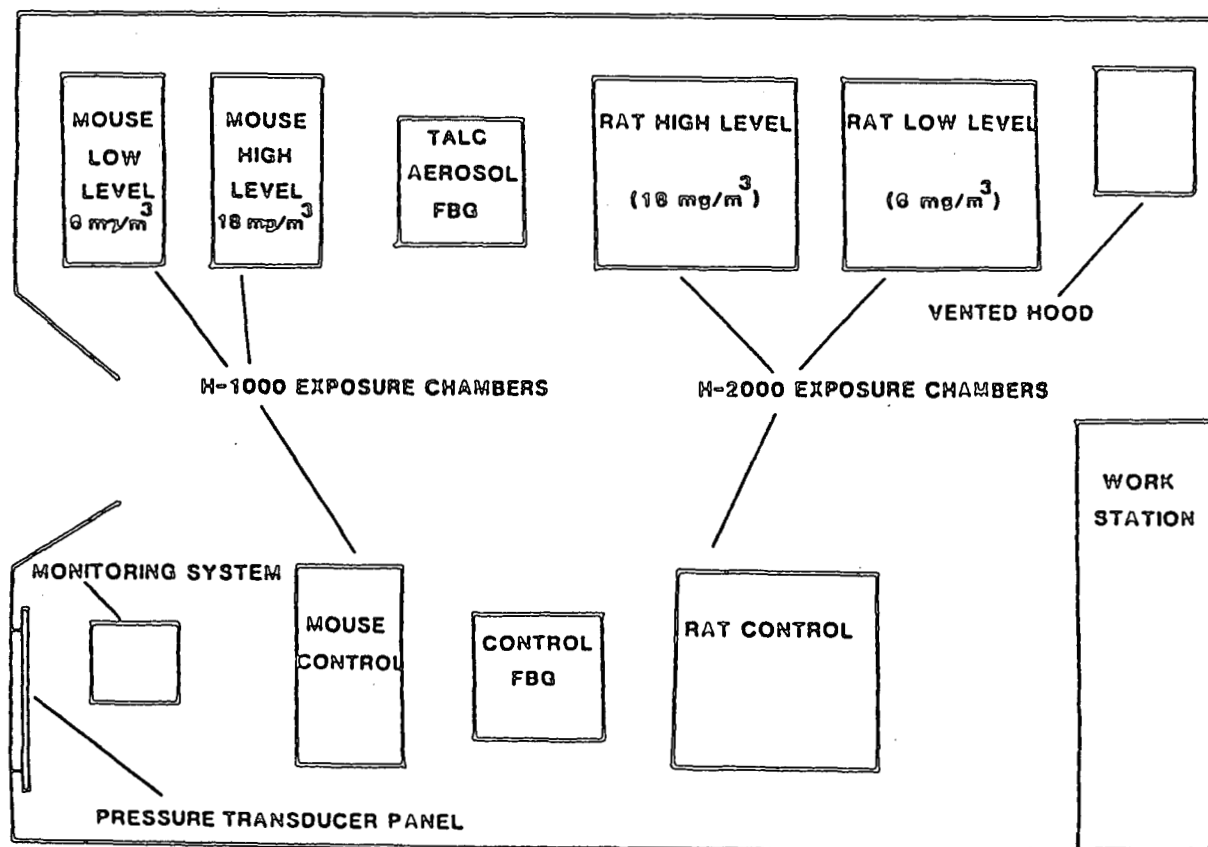 MOUSE
LOW
LEVEL
6 mg/m³
MOUSE
HIGH
LEVEL
18 mg/m³
TALC
AEROSOL
FBG
RAT HIGH LEVEL
(18 mg/m³)
RAT LOW LEVEL
(6 mg/m³)
VENTED HOOD
H-1000 EXPOSURE CHAMBERS
H-2000 EXPOSURE CHAMBERS
WORK
STATION
MONITORING SYSTEM
MOUSE
CONTROL
CONTROL
FBG
RAT CONTROL
PRESSURE TRANSDUCER PANEL